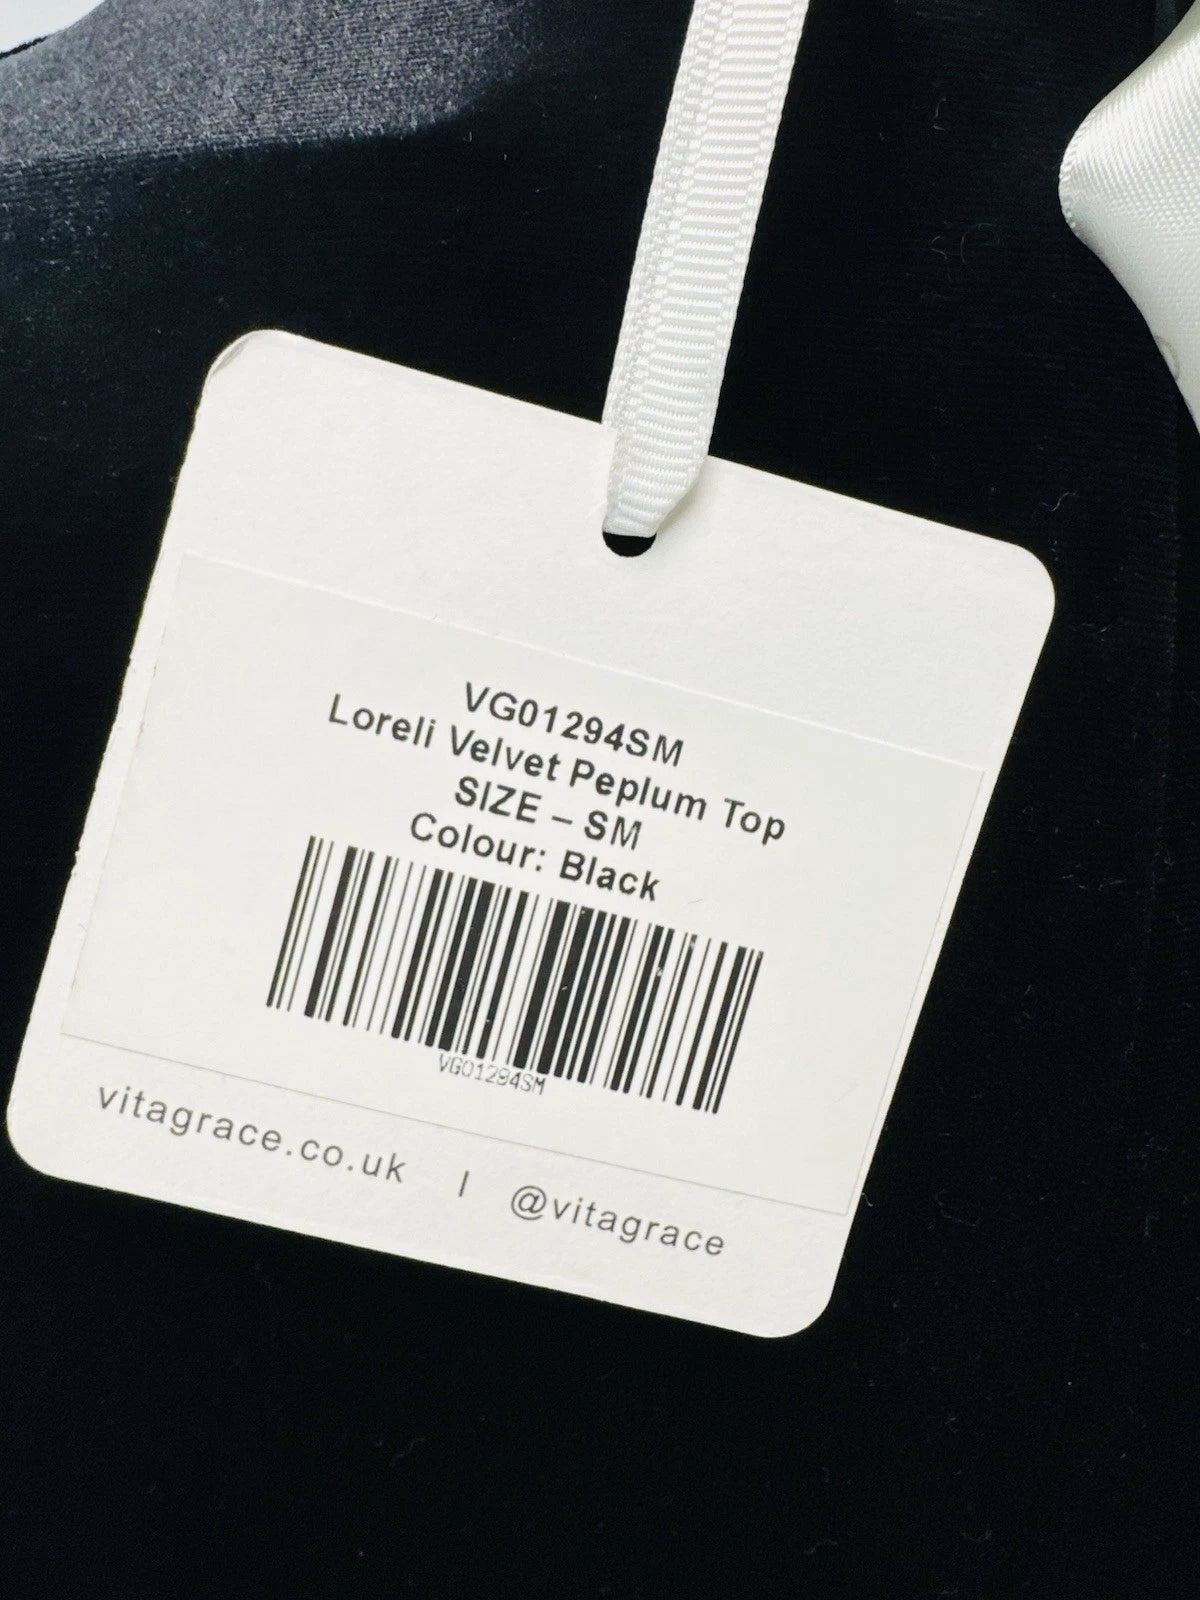 VG01294SM
Loreli Velvet Peplum Top
SIZE – SM
Colour: Black
VG01294SM
vitagrace.co.uk | @vitagrace